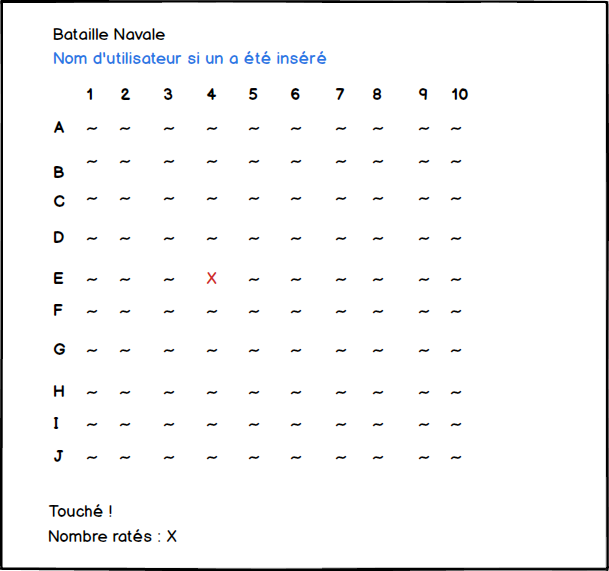 Bataille Navale
Nom d'utilisateur si un a été inséré
1 2 3 4 5 6 7 8 9 10
A ~ ~ ~ ~ ~ ~ ~ ~ ~ ~
B ~ ~ ~ ~ ~ ~ ~ ~ ~ ~
C ~ ~ ~ ~ ~ ~ ~ ~ ~ ~
D ~ ~ ~ ~ ~ ~ ~ ~ ~ ~
E ~ ~ ~ X ~ ~ ~ ~ ~ ~
F ~ ~ ~ ~ ~ ~ ~ ~ ~ ~
G ~ ~ ~ ~ ~ ~ ~ ~ ~ ~
H ~ ~ ~ ~ ~ ~ ~ ~ ~ ~
I ~ ~ ~ ~ ~ ~ ~ ~ ~ ~
J ~ ~ ~ ~ ~ ~ ~ ~ ~ ~
Touché !
Nombre ratés : X